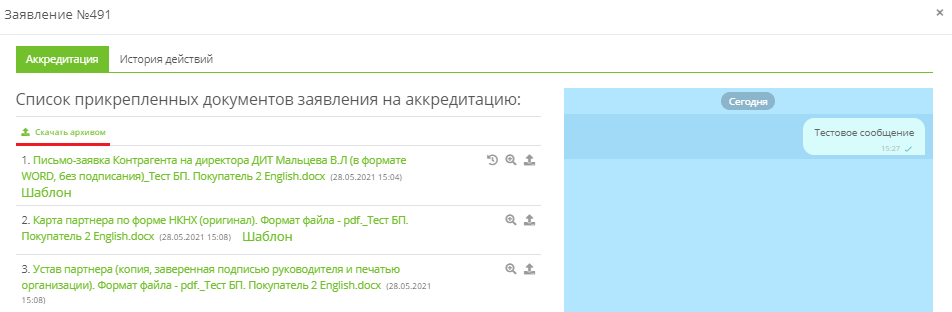 Заявление №491
×
Аккредитация
История действий
Список прикрепленных документов заявления на аккредитацию:
Скачать архивом
1. Письмо-заявка Контрагента на директора ДИТ Мальцева В.Л (в формате
WORD, без подписания)_Тест БП. Покупатель 2 English.docx (28.05.2021 15:04)
Шаблон
2. Карта партнера по форме НКНХ (оригинал). Формат файла - pdf._Тест БП.
Покупатель 2 English.docx (28.05.2021 15:08) Шаблон
3. Устав партнера (копия, заверенная подписью руководителя и печатью
организации). Формат файла - pdf._Тест БП. Покупатель 2 English.docx (28.05.2021
15:08)
Сегодня
Тестовое сообщение
15:27